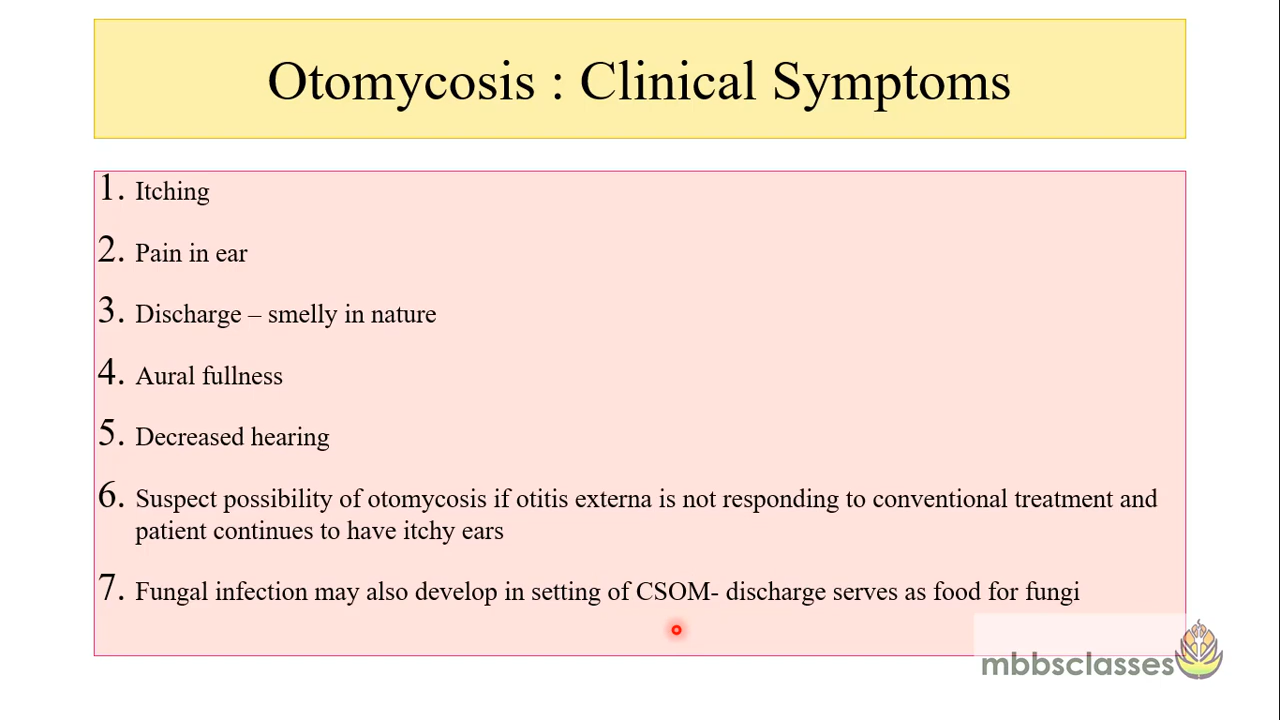 Otomycosis : Clinical Symptoms
1. Itching
2. Pain in ear
3. Discharge – smelly in nature
4. Aural fullness
5. Decreased hearing
6. Suspect possibility of otomycosis if otitis externa is not responding to conventional treatment and
patient continues to have itchy ears
7. Fungal infection may also develop in setting of CSOM- discharge serves as food for fungi
mbbsclasses